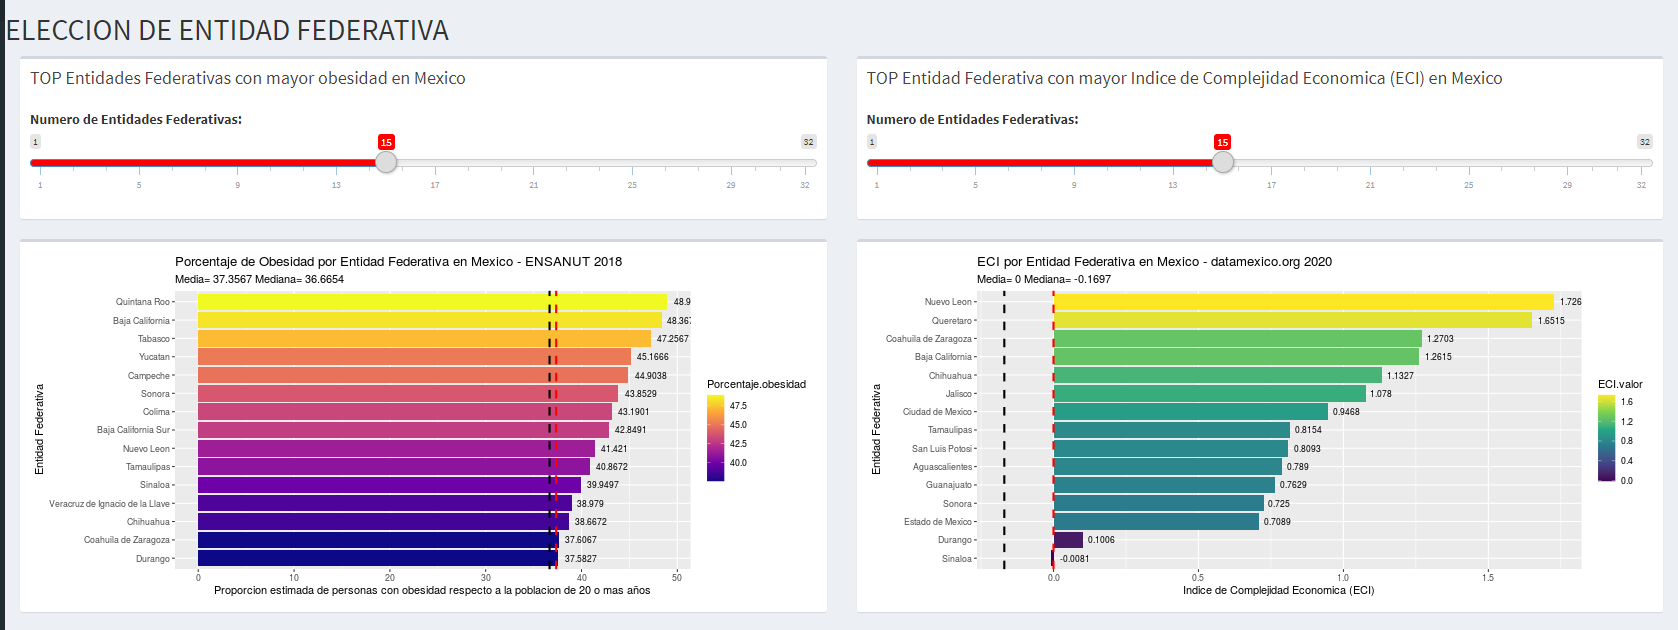 ELECCION DE ENTIDAD FEDERATIVA
TOP Entidades Federativas con mayor obesidad en Mexico
Numero de Entidades Federativas:
1
15
32
1 5 9 13 17 21 25 29 32
Porcentaje de Obesidad por Entidad Federativa en Mexico - ENSANUT 2018
Media= 37.3567 Mediana= 36.6654
Entidad Federativa
Quintana Roo 48.9
Baja California 48.367
Tabasco 47.2567
Yucatan 45.1666
Campeche 44.9038
Sonora 43.8529
Colima 43.1901
Baja California Sur 42.8491
Nuevo Leon 41.421
Tamaulipas 40.8672
Sinaloa 39.9497
Veracruz de Ignacio de la Llave 38.979
Chihuahua 38.6672
Coahuila de Zaragoza 37.6067
Durango 37.5827
0 10 20 30 40 50
Proporcion estimada de personas con obesidad respecto a la poblacion de 20 o mas años
Porcentaje.obesidad
47.5
45.0
42.5
40.0
TOP Entidad Federativa con mayor Indice de Complejidad Economica (ECI) en Mexico
Numero de Entidades Federativas:
1
15
32
1 5 9 13 17 21 25 29 32
ECI por Entidad Federativa en Mexico - datamexico.org 2020
Media= 0 Mediana= -0.1697
Entidad Federativa
Nuevo Leon 1.726
Queretaro 1.6515
Coahuila de Zaragoza 1.2703
Baja California 1.2615
Chihuahua 1.1327
Jalisco 1.078
Ciudad de Mexico 0.9468
Tamaulipas 0.8154
San Luis Potosi 0.8093
Aguascalientes 0.789
Guanajuato 0.7629
Sonora 0.725
Estado de Mexico 0.7089
Durango 0.1006
Sinaloa -0.0081
0.0 0.5 1.0 1.5
Indice de Complejidad Economica (ECI)
ECI.valor
1.6
1.2
0.8
0.4
0.0